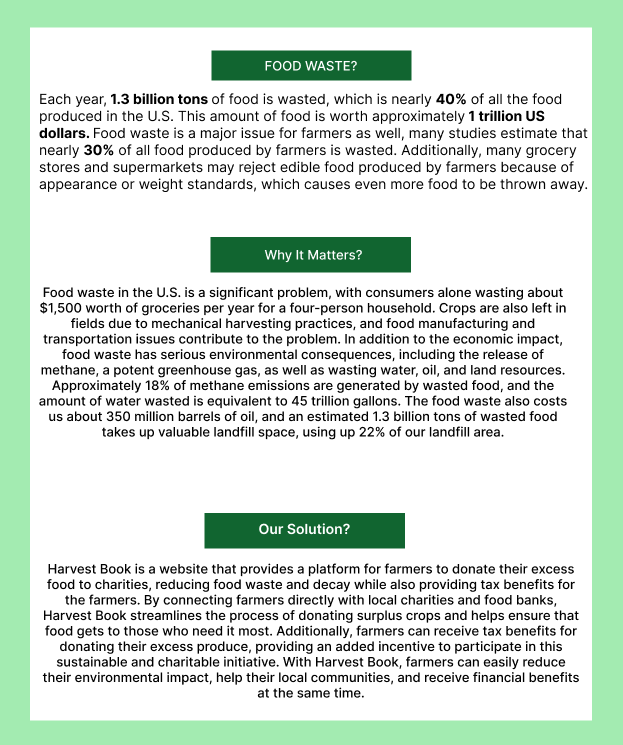 FOOD WASTE?
Each year, 1.3 billion tons of food is wasted, which is nearly 40% of all the food
produced in the U.S. This amount of food is worth approximately 1 trillion US
dollars. Food waste is a major issue for farmers as well, many studies estimate that
nearly 30% of all food produced by farmers is wasted. Additionally, many grocery
stores and supermarkets may reject edible food produced by farmers because of
appearance or weight standards, which causes even more food to be thrown away.
Why It Matters?
Food waste in the U.S. is a significant problem, with consumers alone wasting about
$1,500 worth of groceries per year for a four-person household. Crops are also left in
fields due to mechanical harvesting practices, and food manufacturing and
transportation issues contribute to the problem. In addition to the economic impact,
food waste has serious environmental consequences, including the release of
methane, a potent greenhouse gas, as well as wasting water, oil, and land resources.
Approximately 18% of methane emissions are generated by wasted food, and the
amount of water wasted is equivalent to 45 trillion gallons. The food waste also costs
us about 350 million barrels of oil, and an estimated 1.3 billion tons of wasted food
takes up valuable landfill space, using up 22% of our landfill area.
Our Solution?
Harvest Book is a website that provides a platform for farmers to donate their excess
food to charities, reducing food waste and decay while also providing tax benefits for
the farmers. By connecting farmers directly with local charities and food banks,
Harvest Book streamlines the process of donating surplus crops and helps ensure that
food gets to those who need it most. Additionally, farmers can receive tax benefits for
donating their excess produce, providing an added incentive to participate in this
sustainable and charitable initiative. With Harvest Book, farmers can easily reduce
their environmental impact, help their local communities, and receive financial benefits
at the same time.